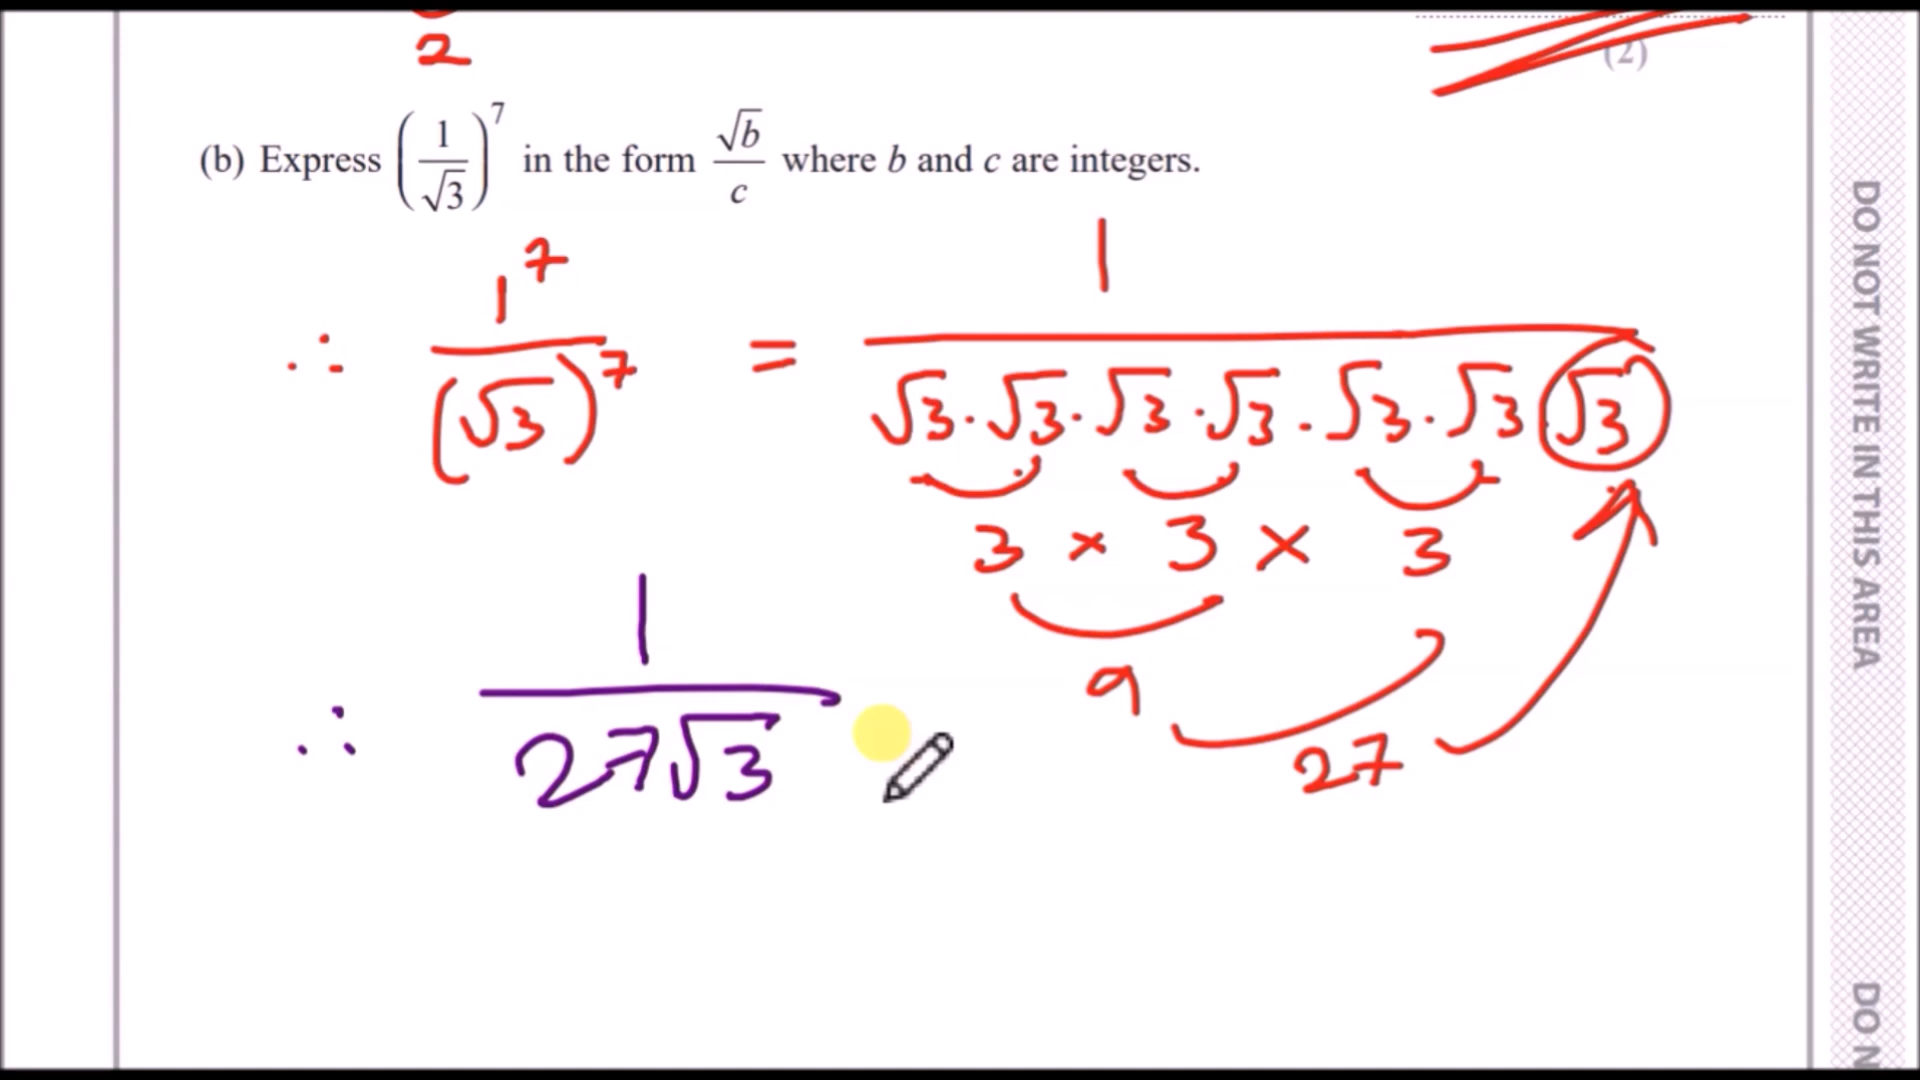 2
(2)
(b) Express (1/√3)^7 in the form √b/c where b and c are integers.
∴ 1^7/(√3)^7 = 1/(√3 · √3 · √3 · √3 · √3 · √3 · √3)
3 × 3 × 3
9
27
∴ 1/(27√3)
DO NOT WRITE IN THIS AREA
DO N